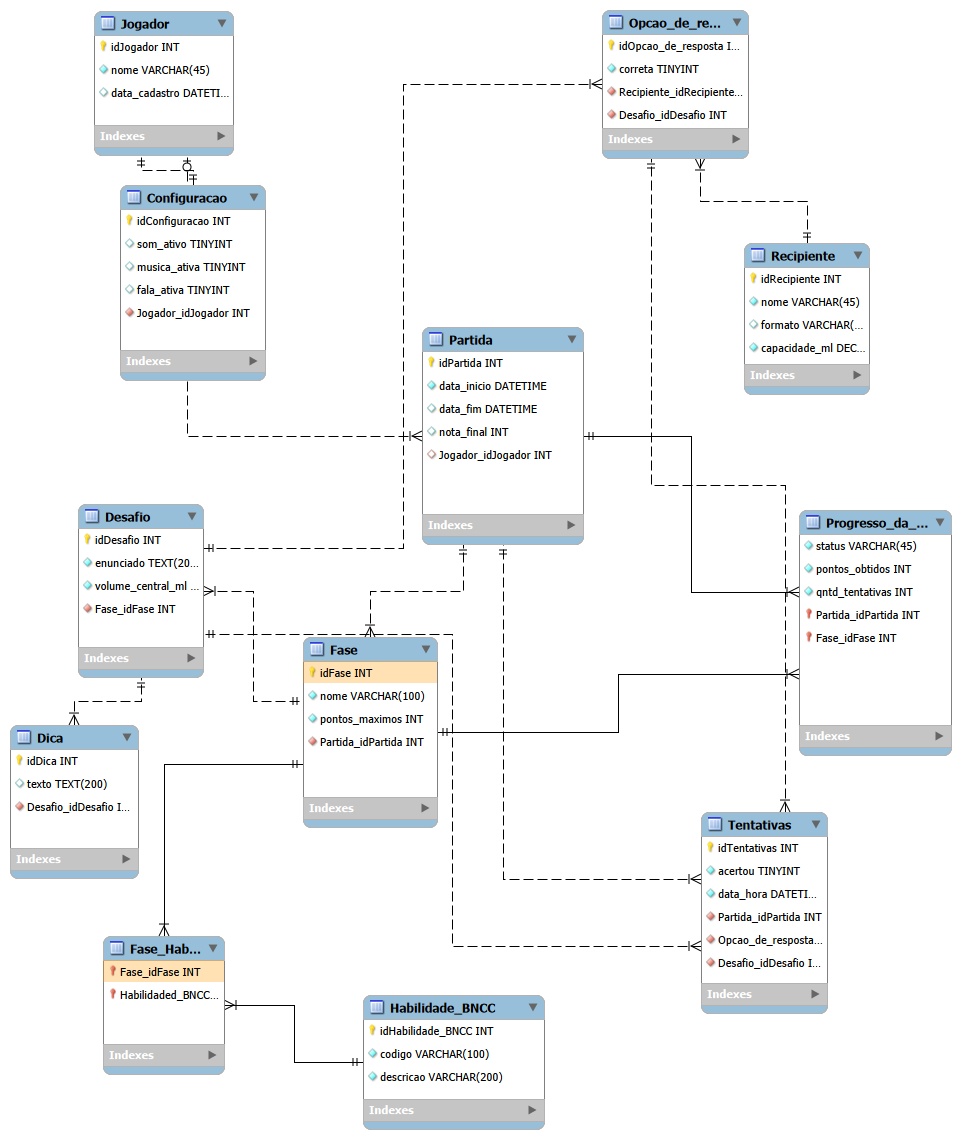 Jogador
idJogador INT
nome VARCHAR(45)
data_cadastro DATETI...
Indexes
Opcao_de_re...
idOpcao_de_resposta I...
correta TINYINT
Recipiente_idRecipiente...
Desafio_idDesafio INT
Indexes
Configuracao
idConfiguracao INT
som_ativo TINYINT
musica_ativa TINYINT
fala_ativa TINYINT
Jogador_idJogador INT
Indexes
Recipiente
idRecipiente INT
nome VARCHAR(45)
formato VARCHAR(...
capacidade_ml DEC...
Indexes
Partida
idPartida INT
data_inicio DATETIME
data_fim DATETIME
nota_final INT
Jogador_idJogador INT
Indexes
Desafio
idDesafio INT
enunciado TEXT(20...
volume_central_ml ...
Fase_idFase INT
Indexes
Progresso_da_...
status VARCHAR(45)
pontos_obtidos INT
qntd_tentativas INT
Partida_idPartida INT
Fase_idFase INT
Indexes
Fase
idFase INT
nome VARCHAR(100)
pontos_maximos INT
Partida_idPartida INT
Indexes
Dica
idDica INT
texto TEXT(200)
Desafio_idDesafio I...
Indexes
Tentativas
idTentativas INT
acertou TINYINT
data_hora DATETI...
Partida_idPartida INT
Opcao_de_resposta...
Desafio_idDesafio I...
Indexes
Fase_Hab...
Fase_idFase INT
Habilidaded_BNCC...
Indexes
Habilidade_BNCC
idHabilidade_BNCC INT
codigo VARCHAR(100)
descricao VARCHAR(200)
Indexes